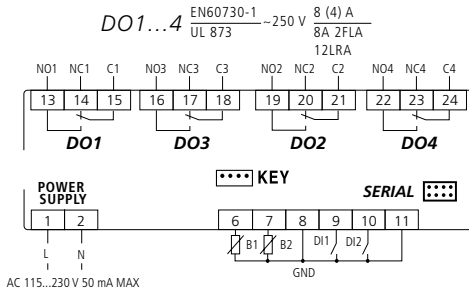 DO1...4 EN60730-1 ~250 V 8 (4) A
UL 873 8A 2FLA
12LRA
NO1 NC1 C1 NO3 NC3 C3 NO2 NC2 C2 NO4 NC4 C4
13 14 15 16 17 18 19 20 21 22 23 24
DO1 DO3 DO2 DO4
POWER SUPPLY KEY SERIAL
1 2 6 7 8 9 10 11
L N B1 B2 DI1 DI2
GND
AC 115...230 V 50 mA MAX